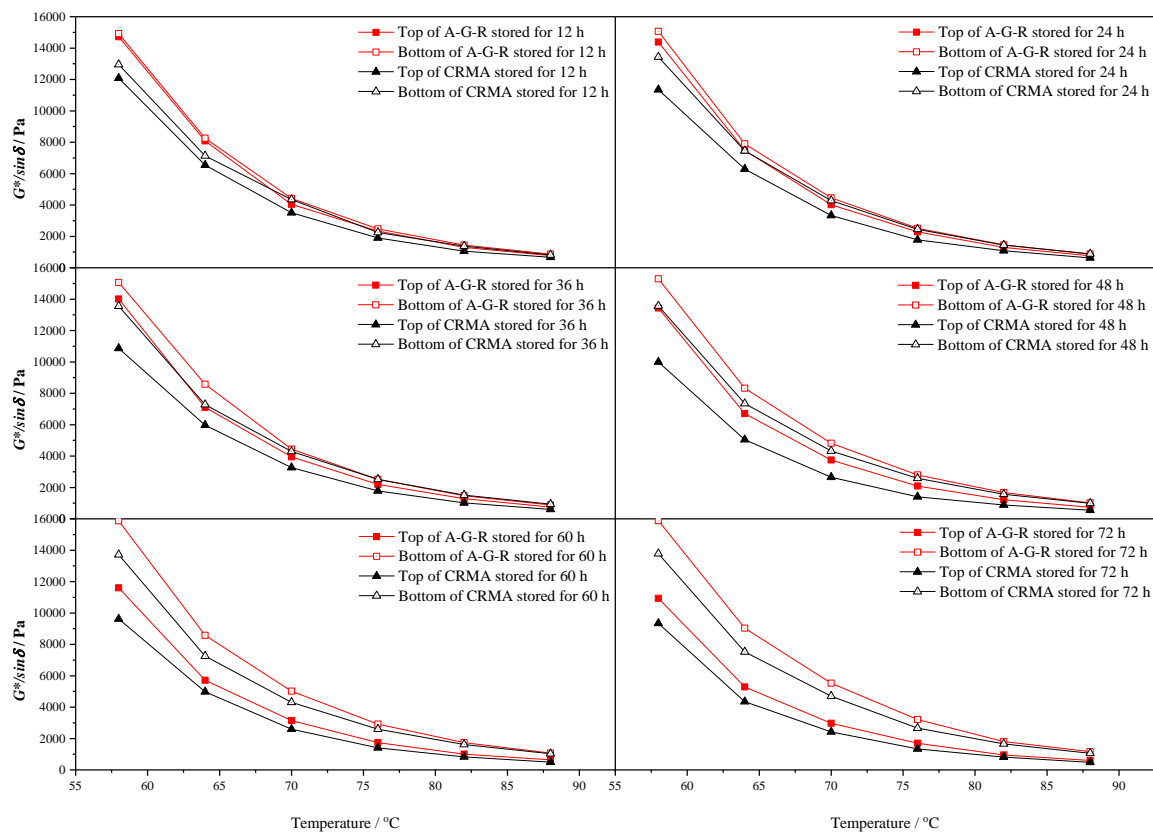 16000
14000
12000
10000
8000
6000
4000
2000
G*/sinδ / Pa
Top of A-G-R stored for 12 h
Bottom of A-G-R stored for 12 h
Top of CRMA stored for 12 h
Bottom of CRMA stored for 12 h
Top of A-G-R stored for 24 h
Bottom of A-G-R stored for 24 h
Top of CRMA stored for 24 h
Bottom of CRMA stored for 24 h
16000
14000
12000
10000
8000
6000
4000
2000
G*/sinδ / Pa
Top of A-G-R stored for 36 h
Bottom of A-G-R stored for 36 h
Top of CRMA stored for 36 h
Bottom of CRMA stored for 36 h
Top of A-G-R stored for 48 h
Bottom of A-G-R stored for 48 h
Top of CRMA stored for 48 h
Bottom of CRMA stored for 48 h
16000
14000
12000
10000
8000
6000
4000
2000
0
G*/sinδ / Pa
Top of A-G-R stored for 60 h
Bottom of A-G-R stored for 60 h
Top of CRMA stored for 60 h
Bottom of CRMA stored for 60 h
Top of A-G-R stored for 72 h
Bottom of A-G-R stored for 72 h
Top of CRMA stored for 72 h
Bottom of CRMA stored for 72 h
55 60 65 70 75 80 85 90 55 60 65 70 75 80 85 90
Temperature / °C Temperature / °C